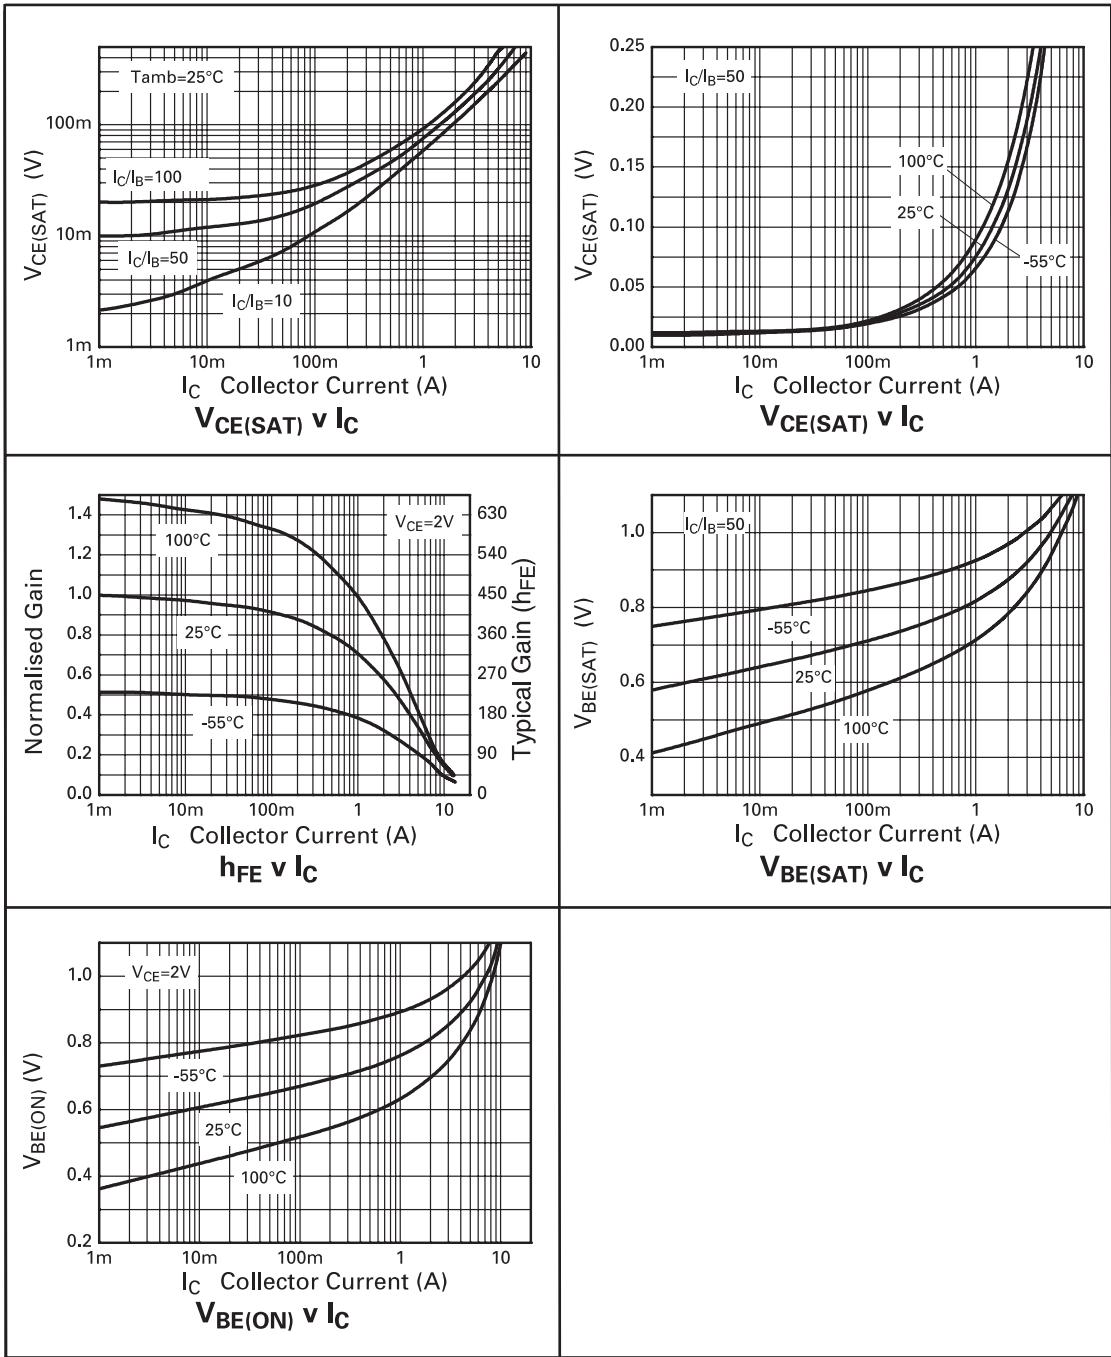 Tamb=25°C
IC/IB=100
IC/IB=50
IC/IB=10
100m
10m
1m
VCE(SAT) (V)
1m 10m 100m 1 10
IC Collector Current (A)
VCE(SAT) v IC
IC/IB=50
100°C
25°C
-55°C
0.25
0.20
0.15
0.10
0.05
0.00
VCE(SAT) (V)
1m 10m 100m 1 10
IC Collector Current (A)
VCE(SAT) v IC
VCE=2V
100°C
25°C
-55°C
1.4
1.2
1.0
0.8
0.6
0.4
0.2
0.0
Normalised Gain
630
540
450
360
270
180
90
0
Typical Gain (hFE)
1m 10m 100m 1 10
IC Collector Current (A)
hFE v IC
IC/IB=50
-55°C
25°C
100°C
1.0
0.8
0.6
0.4
VBE(SAT) (V)
1m 10m 100m 1 10
IC Collector Current (A)
VBE(SAT) v IC
VCE=2V
-55°C
25°C
100°C
1.0
0.8
0.6
0.4
0.2
VBE(ON) (V)
1m 10m 100m 1 10
IC Collector Current (A)
VBE(ON) v IC